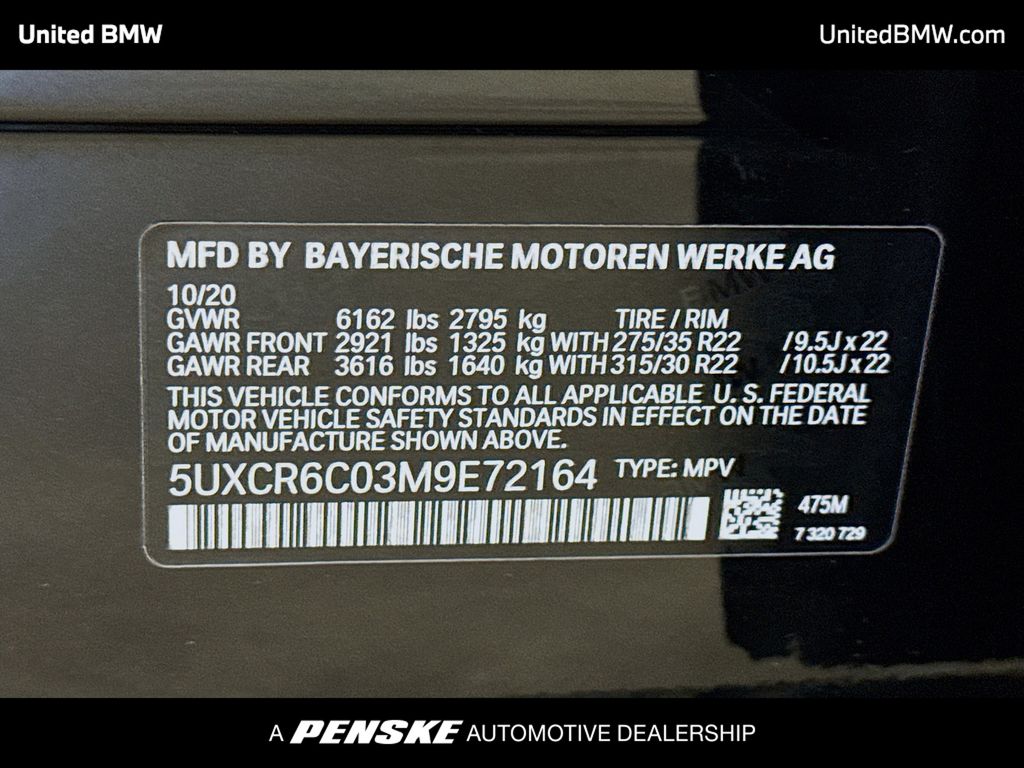 United BMW
UnitedBMW.com
MFD BY BAYERISCHE MOTOREN WERKE AG
10/20
GVWR 6162 lbs 2795 kg TIRE / RIM
GAWR FRONT 2921 lbs 1325 kg WITH 275/35 R22 / 9.5J x 22
GAWR REAR 3616 lbs 1640 kg WITH 315/30 R22 / 10.5J x 22
THIS VEHICLE CONFORMS TO ALL APPLICABLE U. S. FEDERAL
MOTOR VEHICLE SAFETY STANDARDS IN EFFECT ON THE DATE
OF MANUFACTURE SHOWN ABOVE.
5UXCR6C03M9E72164 TYPE: MPV
475M
7 320 729
A PENSKE AUTOMOTIVE DEALERSHIP